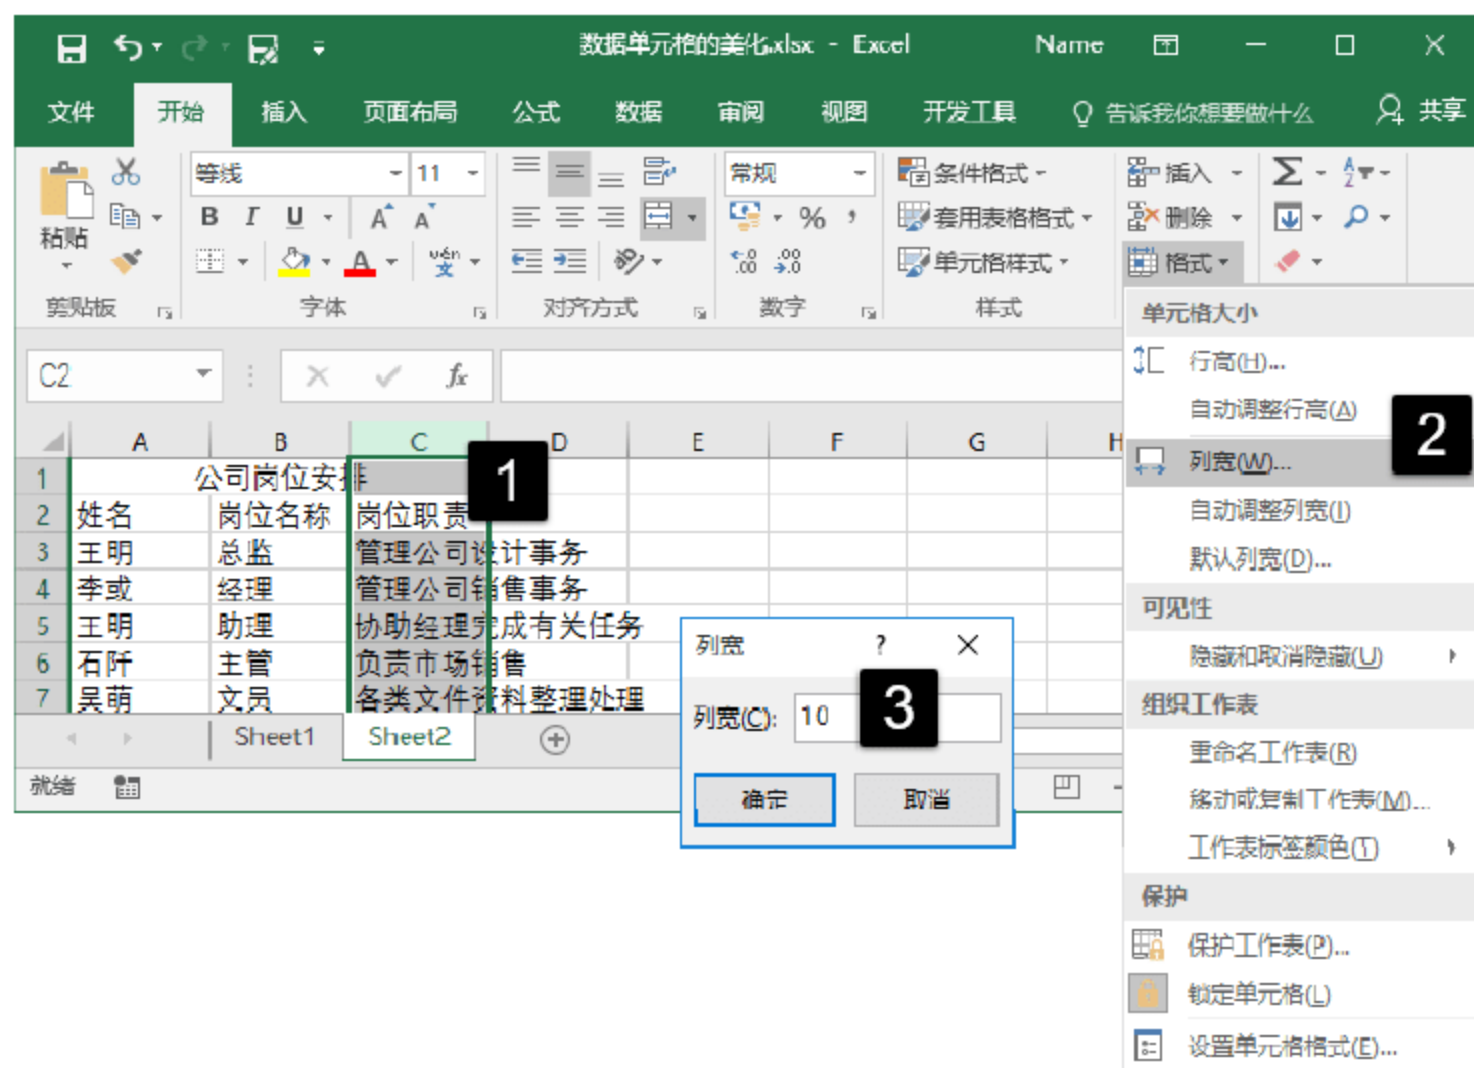 数据单元格的美化.xlsx - Excel Name
文件 开始 插入 页面布局 公式 数据 审阅 视图 开发工具 告诉我你想要做什么 共享
等线 11 常规 条件格式 插入
粘贴 B I U A A % 套用表格格式 删除
A wén 文 .00 .0 单元格样式 格式
剪贴板 字体 对齐方式 数字 样式
单元格大小
行高(H)...
自动调整行高(A)
2
列宽(W)...
自动调整列宽(I)
默认列宽(D)...
可见性
隐藏和取消隐藏(U)
组织工作表
重命名工作表(R)
移动或复制工作表(M)...
工作表标签颜色(T)
保护
保护工作表(P)...
锁定单元格(L)
设置单元格格式(E)...
C2 fx
A B C D E F G H
1
1 公司岗位安排
2 姓名 岗位名称 岗位职责
3 王明 总监 管理公司设计事务
4 李或 经理 管理公司销售事务
5 王明 助理 协助经理完成有关任务
6 石阡 主管 负责市场销售
7 吴萌 文员 各类文件资料整理处理
Sheet1 Sheet2
就绪
列宽 ?
列宽(C): 10
3
确定 取消